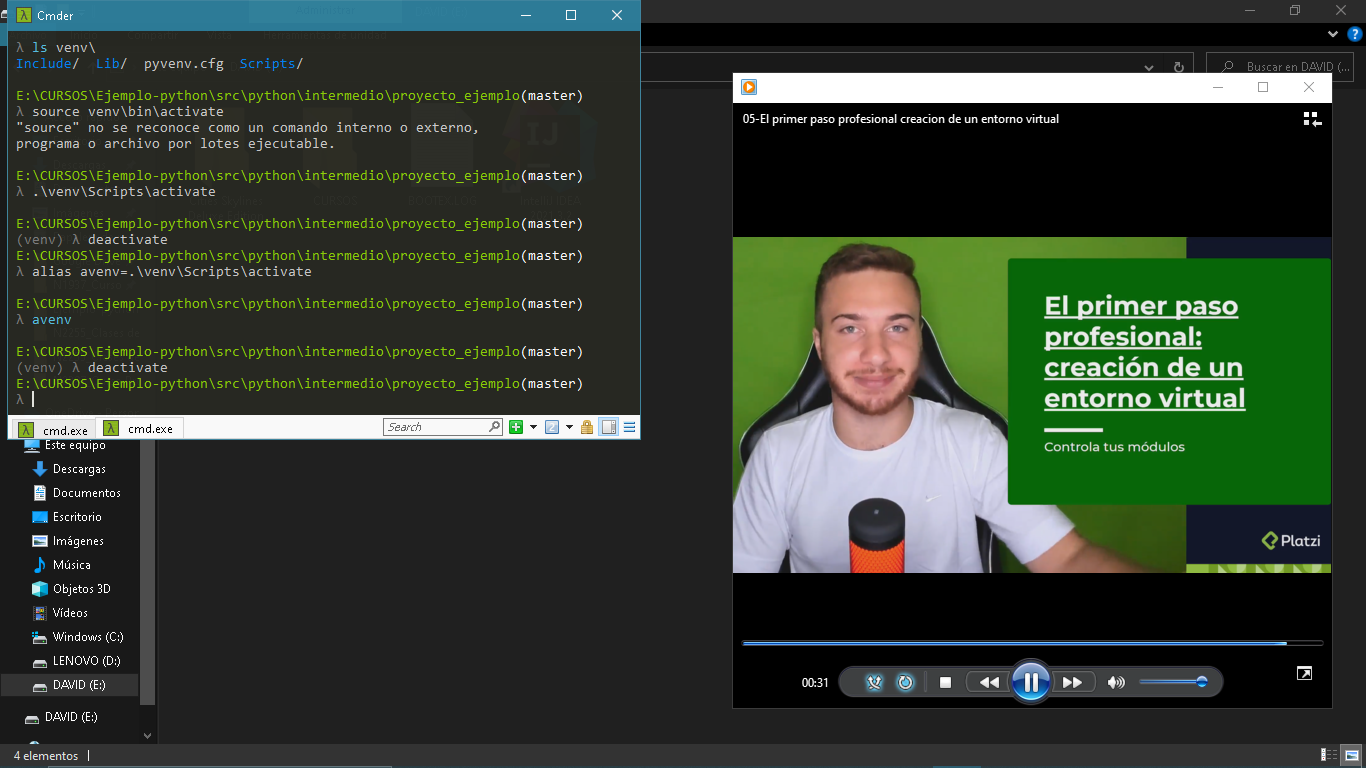 Cmder
λ ls venv\
Include/ Lib/ pyvenv.cfg Scripts/
E:\CURSOS\Ejemplo-python\src\python\intermedio\proyecto_ejemplo(master)
λ source venv\bin\activate
"source" no se reconoce como un comando interno o externo,
programa o archivo por lotes ejecutable.
E:\CURSOS\Ejemplo-python\src\python\intermedio\proyecto_ejemplo(master)
λ .\venv\Scripts\activate
E:\CURSOS\Ejemplo-python\src\python\intermedio\proyecto_ejemplo(master)
(venv) λ deactivate
E:\CURSOS\Ejemplo-python\src\python\intermedio\proyecto_ejemplo(master)
λ alias avenv=.\venv\Scripts\activate
E:\CURSOS\Ejemplo-python\src\python\intermedio\proyecto_ejemplo(master)
λ avenv
E:\CURSOS\Ejemplo-python\src\python\intermedio\proyecto_ejemplo(master)
(venv) λ deactivate
E:\CURSOS\Ejemplo-python\src\python\intermedio\proyecto_ejemplo(master)
λ
cmd.exe
cmd.exe
Search
Este equipo
Descargas
Documentos
Escritorio
Imágenes
Música
Objetos 3D
Vídeos
Windows (C:)
LENOVO (D:)
DAVID (E:)
DAVID (E:)
4 elementos
Buscar en DAVID (...
05-El primer paso profesional creacion de un entorno virtual
El primer paso
profesional:
creación de un
entorno virtual
Controla tus módulos
Platzi
00:31